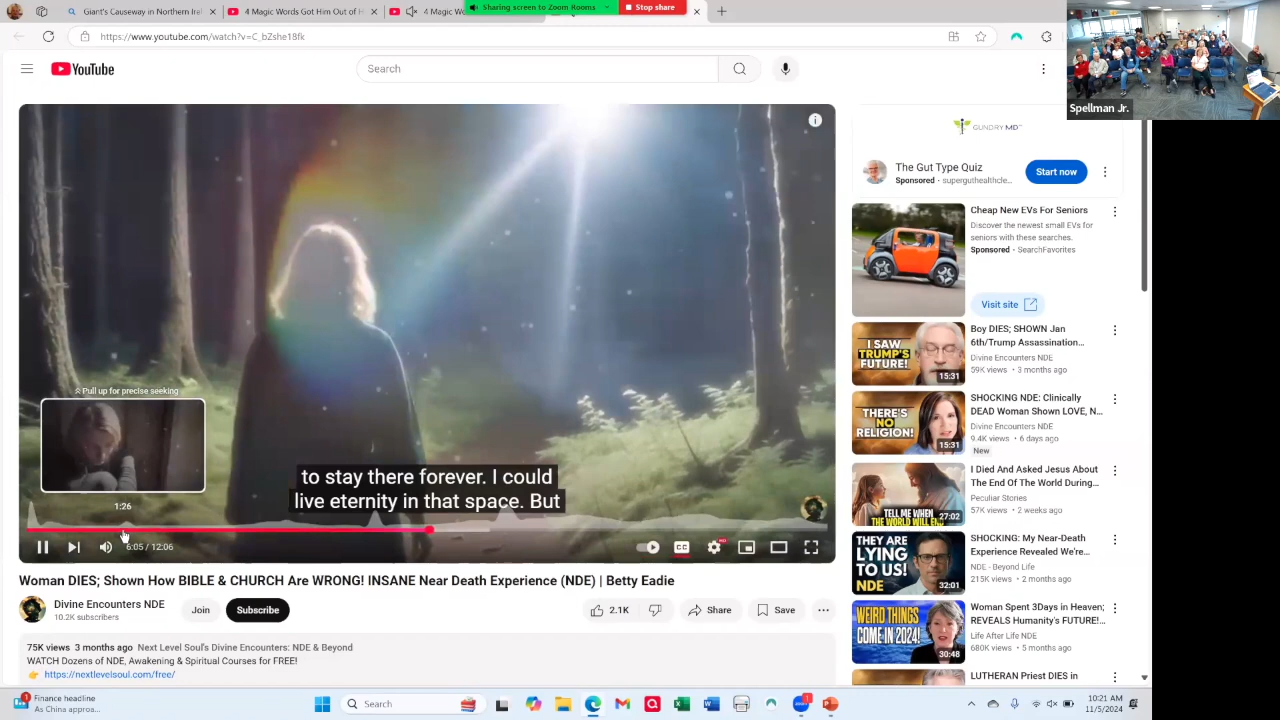 Giant's Causeway in Northern Ire
4 Magic Words! Hit Him Out of
4 Magic Wo
Sharing screen to Zoom Rooms
Stop share
https://www.youtube.com/watch?v=C_bZshe18fk
YouTube
Search
Spellman Jr.
GUNDRY MD
The Gut Type Quiz
Sponsored · superguthealthcle...
Start now
Cheap New EVs For Seniors
Discover the newest small EVs for
seniors with these searches.
Sponsored · SearchFavorites
Visit site
Boy DIES; SHOWN Jan
6th/Trump Assassination...
Divine Encounters NDE
59K views • 3 months ago
I SAW
TRUMP'S
FUTURE!
15:31
SHOCKING NDE: Clinically
DEAD Woman Shown LOVE, N...
Divine Encounters NDE
9.4K views • 6 days ago
New
THERE'S
NO
RELIGION!
15:31
I Died And Asked Jesus About
The End Of The World During...
Peculiar Stories
57K views • 2 weeks ago
TELL ME WHEN
THE WORLD WILL END
27:02
SHOCKING: My Near-Death
Experience Revealed We're...
NDE - Beyond Life
215K views • 2 months ago
THEY ARE
LYING
TO US!
NDE
32:01
Woman Spent 3Days in Heaven;
REVEALS Humanity's FUTURE!...
Life After Life NDE
680K views • 5 months ago
WEIRD THINGS
COME IN 2024!
30:48
LUTHERAN Priest DIES in
Pull up for precise seeking
1:26
to stay there forever. I could
live eternity in that space. But
6:05 / 12:06
CC
HD
Woman DIES; Shown How BIBLE & CHURCH Are WRONG! INSANE Near Death Experience (NDE) | Betty Eadie
Divine Encounters NDE
10.2K subscribers
Join
Subscribe
2.1K
Share
Save
75K views 3 months ago Next Level Soul's Divine Encounters: NDE & Beyond
WATCH Dozens of NDE, Awakening & Spiritual Courses for FREE!
👉 https://nextlevelsoul.com/free/
1
Finance headline
As China approa...
Search
1
10:21 AM
11/5/2024